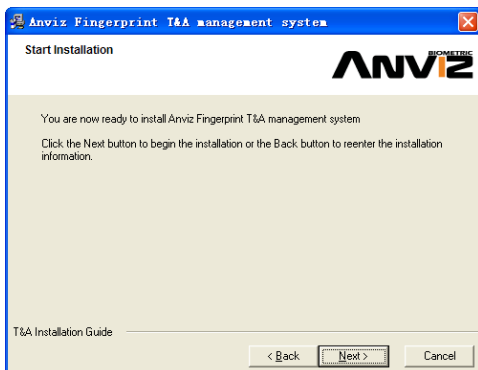 Anviz Fingerprint T&A management system
Start Installation
BIOMETRIC
ANViZ
You are now ready to install Anviz Fingerprint T&A management system
Click the Next button to begin the installation or the Back button to reenter the installation
information.
T&A Installation Guide
< Back
Next >
Cancel